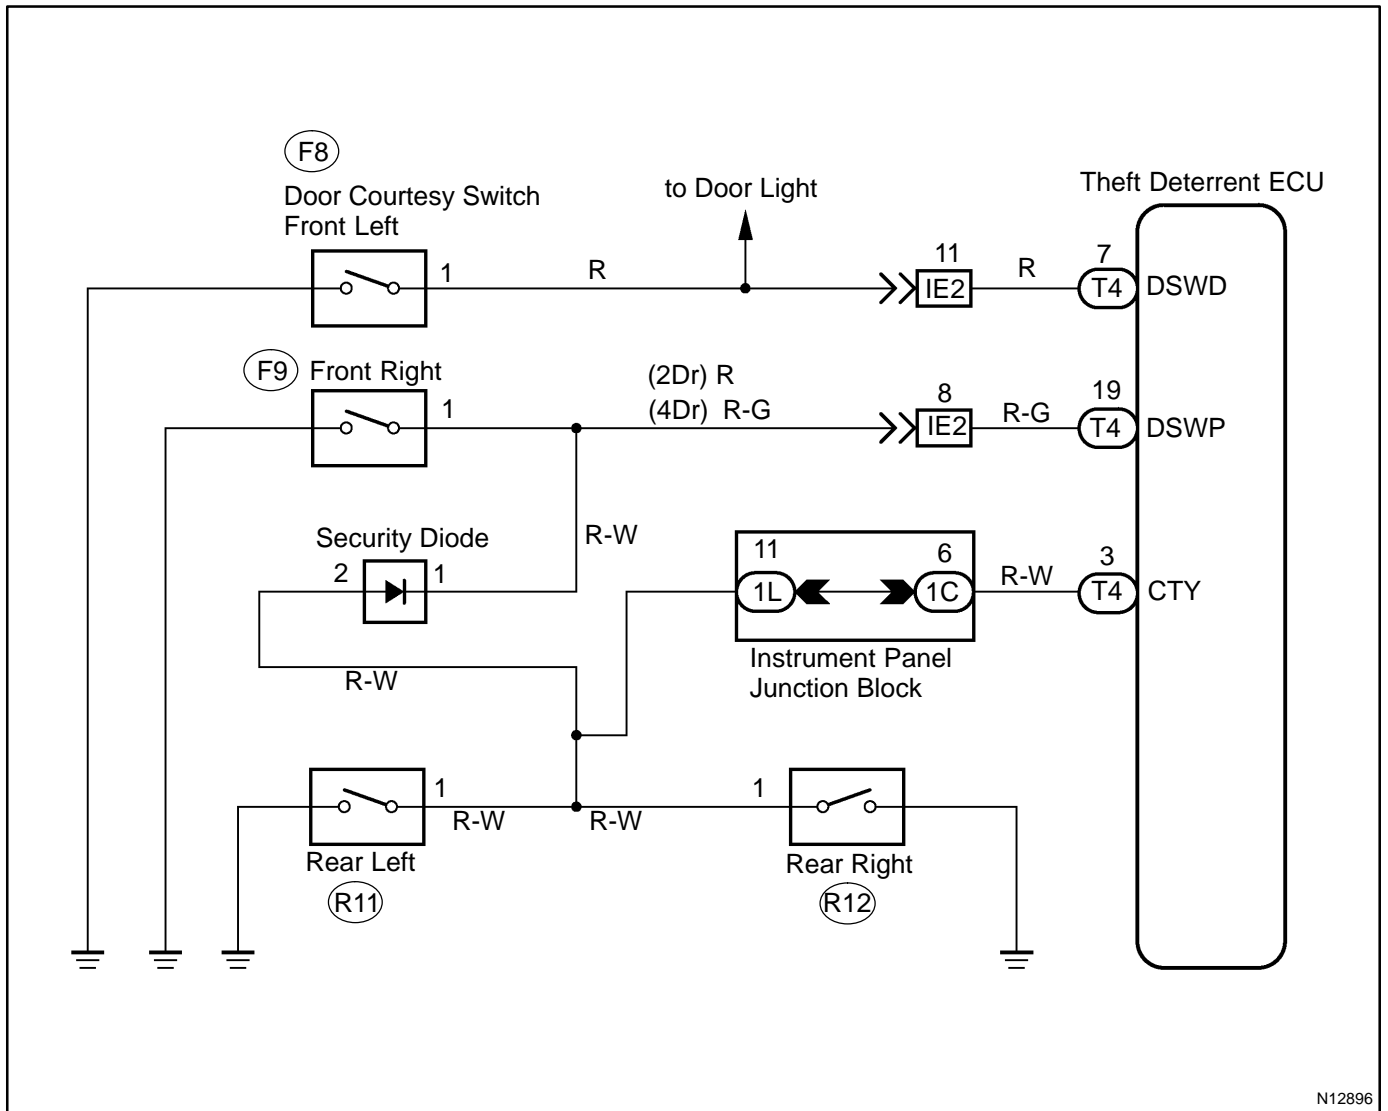 F8
Door Courtesy Switch
Front Left
1
R
to Door Light
11
IE2
R
Theft Deterrent ECU
7
T4
DSWD
F9 Front Right
1
(2Dr) R
(4Dr) R-G
8
IE2
R-G
19
T4
DSWP
Security Diode
2
1
R-W
R-W
11
1L
6
1C
R-W
3
T4
CTY
Instrument Panel
Junction Block
1
R-W
R-W
1
Rear Left
R11
Rear Right
R12
N12896